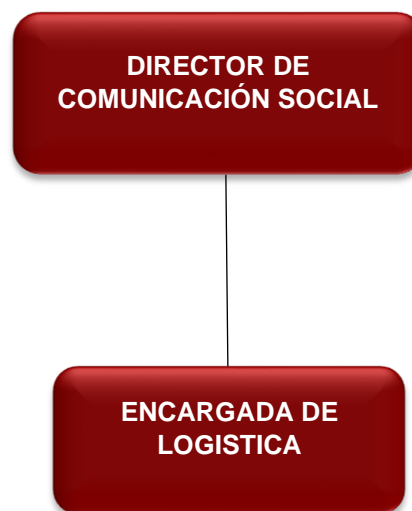 DIRECTOR DE
COMUNICACIÓN SOCIAL
ENCARGADA DE
LOGISTICA